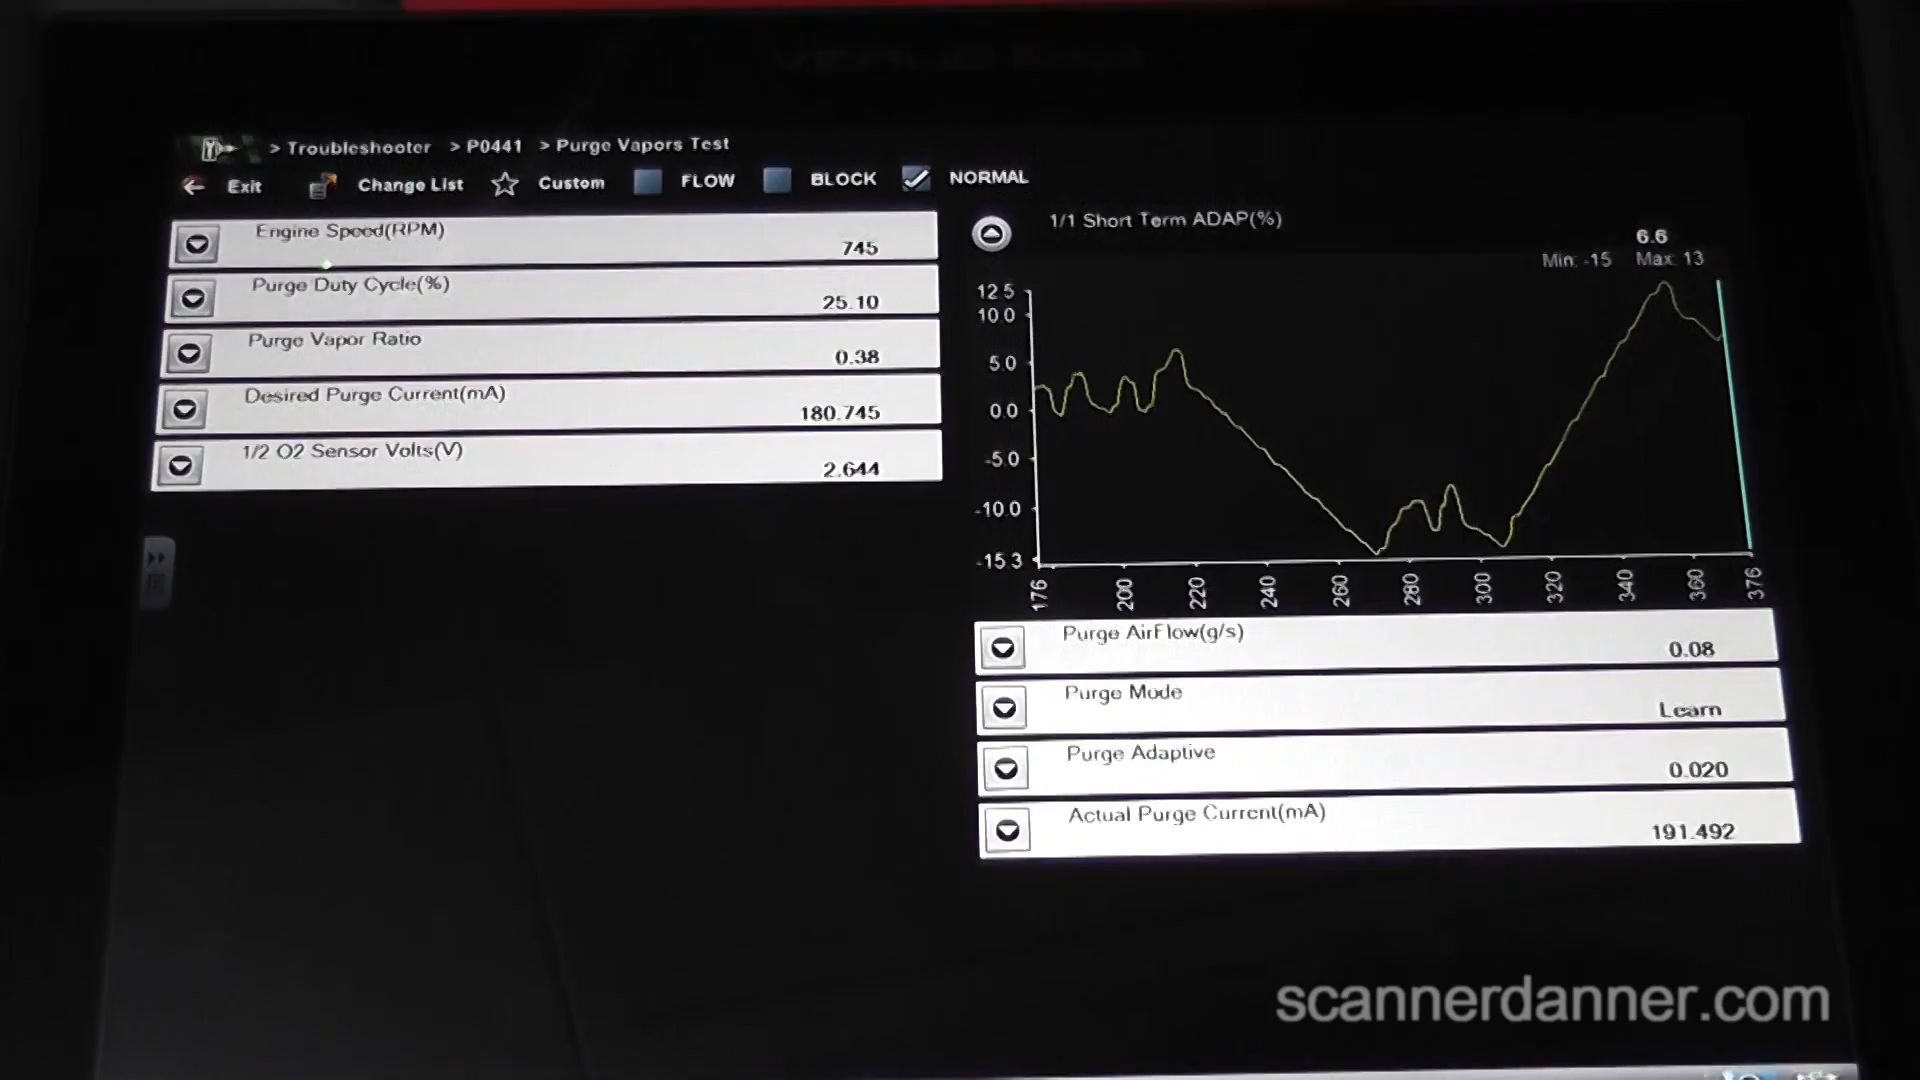 > Troubleshooter > P0441 > Purge Vapors Test
Exit Change List Custom FLOW BLOCK NORMAL
Engine Speed(RPM)
745
Purge Duty Cycle(%)
25.10
Purge Vapor Ratio
0.38
Desired Purge Current(mA)
180.745
1/2 O2 Sensor Volts(V)
2.644
1/1 Short Term ADAP(%)
6.6
Min: -15 Max: 13
12.5
10.0
5.0
0.0
-5.0
-10.0
-15.3
176 200 220 240 260 280 300 320 340 360 376
Purge AirFlow(g/s)
0.08
Purge Mode
Learn
Purge Adaptive
0.020
Actual Purge Current(mA)
191.492
scannerdanner.com